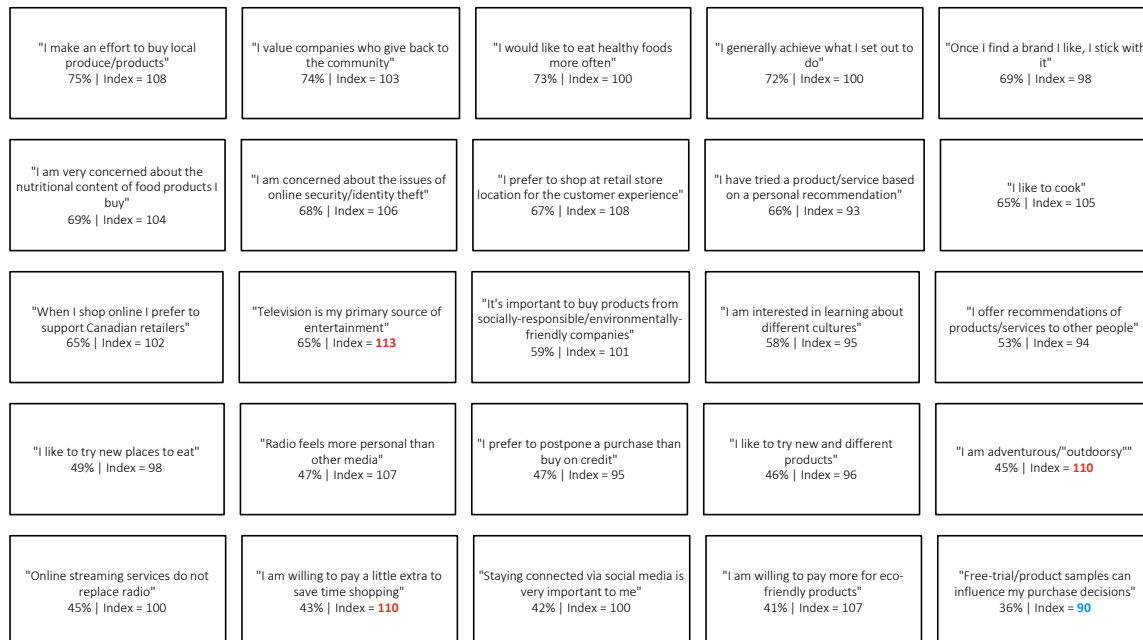 "I make an effort to buy local
produce/products"
75% | Index = 108
"I value companies who give back to
the community"
74% | Index = 103
"I would like to eat healthy foods
more often"
73% | Index = 100
"I generally achieve what I set out to
do"
72% | Index = 100
"Once I find a brand I like, I stick with
it"
69% | Index = 98
"I am very concerned about the
nutritional content of food products I
buy"
69% | Index = 104
"I am concerned about the issues of
online security/identity theft"
68% | Index = 106
"I prefer to shop at retail store
location for the customer experience"
67% | Index = 108
"I have tried a product/service based
on a personal recommendation"
66% | Index = 93
"I like to cook"
65% | Index = 105
"When I shop online I prefer to
support Canadian retailers"
65% | Index = 102
"Television is my primary source of
entertainment"
65% | Index = 113
"It's important to buy products from
socially-responsible/environmentally-
friendly companies"
59% | Index = 101
"I am interested in learning about
different cultures"
58% | Index = 95
"I offer recommendations of
products/services to other people"
53% | Index = 94
"I like to try new places to eat"
49% | Index = 98
"Radio feels more personal than
other media"
47% | Index = 107
"I prefer to postpone a purchase than
buy on credit"
47% | Index = 95
"I like to try new and different
products"
46% | Index = 96
"I am adventurous/"outdoorsy""
45% | Index = 110
"Online streaming services do not
replace radio"
45% | Index = 100
"I am willing to pay a little extra to
save time shopping"
43% | Index = 110
"Staying connected via social media is
very important to me"
42% | Index = 100
"I am willing to pay more for eco-
friendly products"
41% | Index = 107
"Free-trial/product samples can
influence my purchase decisions"
36% | Index = 90